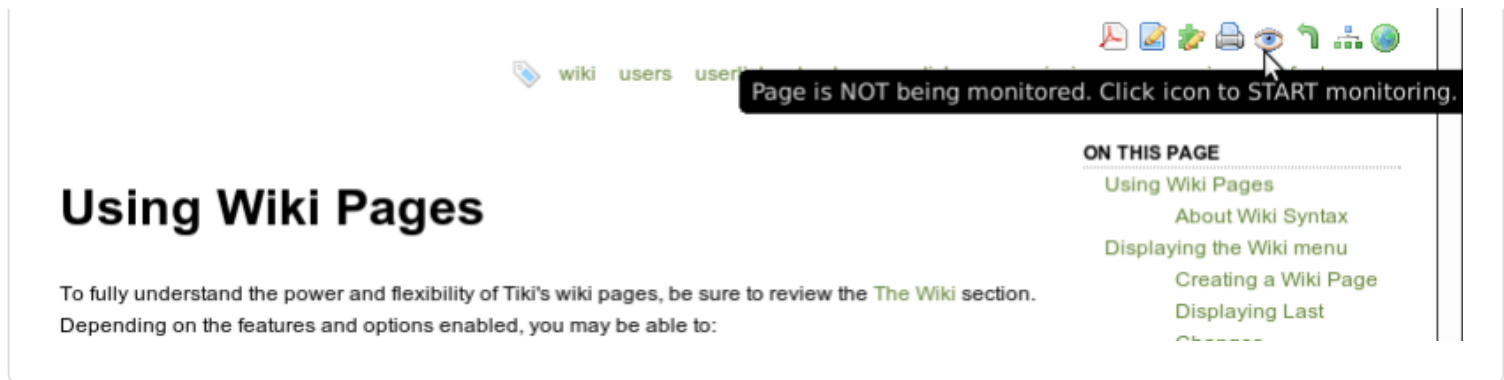 wiki users
Page is NOT being monitored. Click icon to START monitoring.
ON THIS PAGE
Using Wiki Pages
About Wiki Syntax
Displaying the Wiki menu
Creating a Wiki Page
Displaying Last
Using Wiki Pages
To fully understand the power and flexibility of Tiki's wiki pages, be sure to review the The Wiki section.
Depending on the features and options enabled, you may be able to: